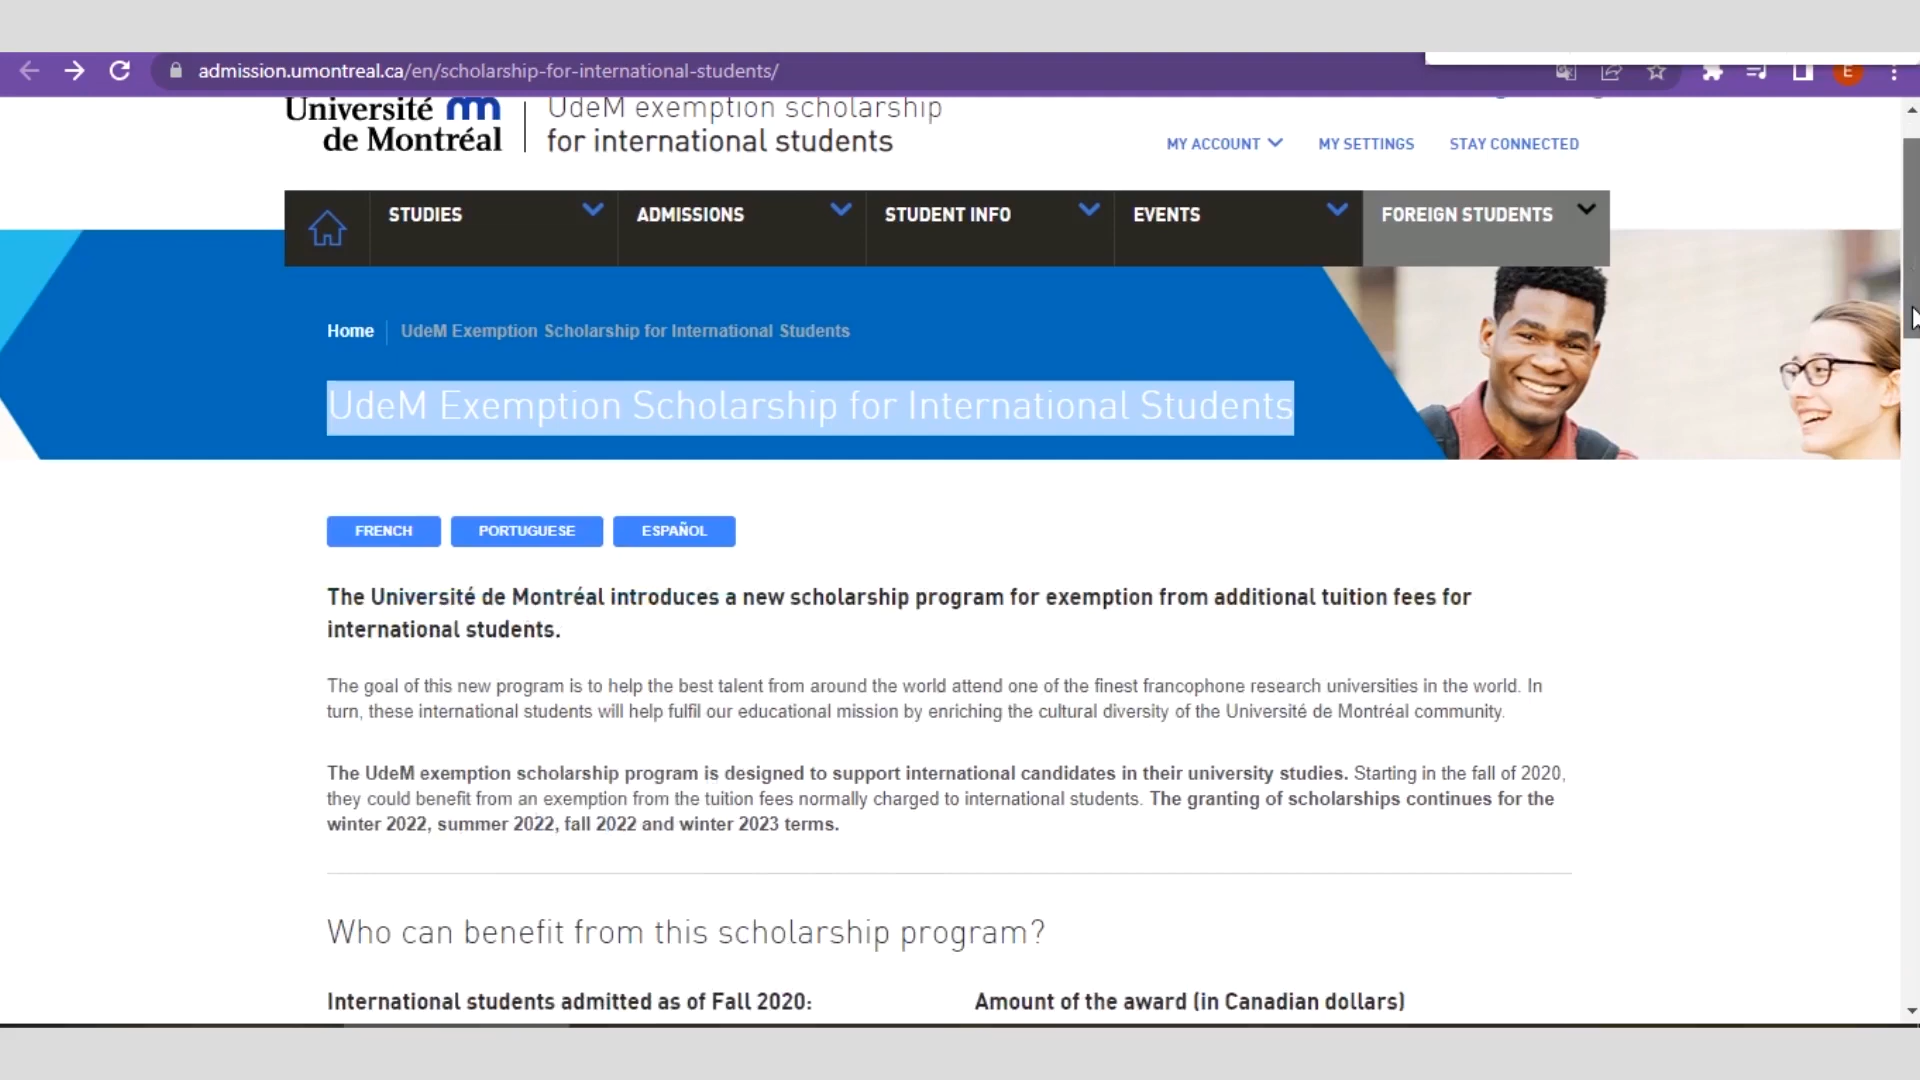 admission.umontreal.ca/en/scholarship-for-international-students/
E
Université
de Montréal
UdeM exemption scholarship
for international students
MY ACCOUNT
MY SETTINGS
STAY CONNECTED
STUDIES
ADMISSIONS
STUDENT INFO
EVENTS
FOREIGN STUDENTS
Home
UdeM Exemption Scholarship for International Students
UdeM Exemption Scholarship for International Students
FRENCH
PORTUGUESE
ESPAÑOL
The Université de Montréal introduces a new scholarship program for exemption from additional tuition fees for
international students.
The goal of this new program is to help the best talent from around the world attend one of the finest francophone research universities in the world. In
turn, these international students will help fulfil our educational mission by enriching the cultural diversity of the Université de Montréal community.
The UdeM exemption scholarship program is designed to support international candidates in their university studies. Starting in the fall of 2020,
they could benefit from an exemption from the tuition fees normally charged to international students. The granting of scholarships continues for the
winter 2022, summer 2022, fall 2022 and winter 2023 terms.
Who can benefit from this scholarship program?
International students admitted as of Fall 2020:
Amount of the award (in Canadian dollars)